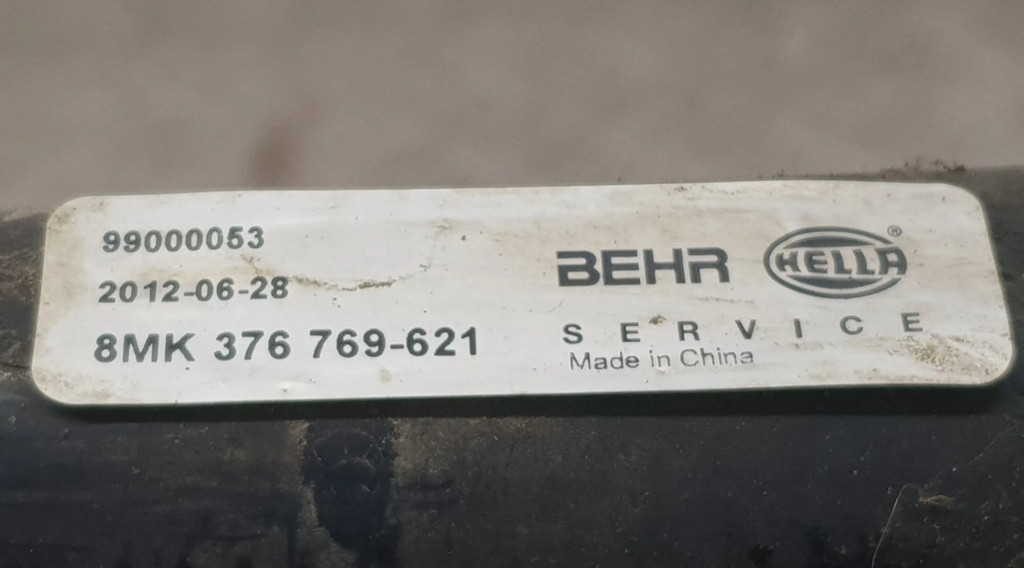 99000053
2012-06-28
8MK 376 769-621
BEHR HELLA®
SERVICE
Made in China